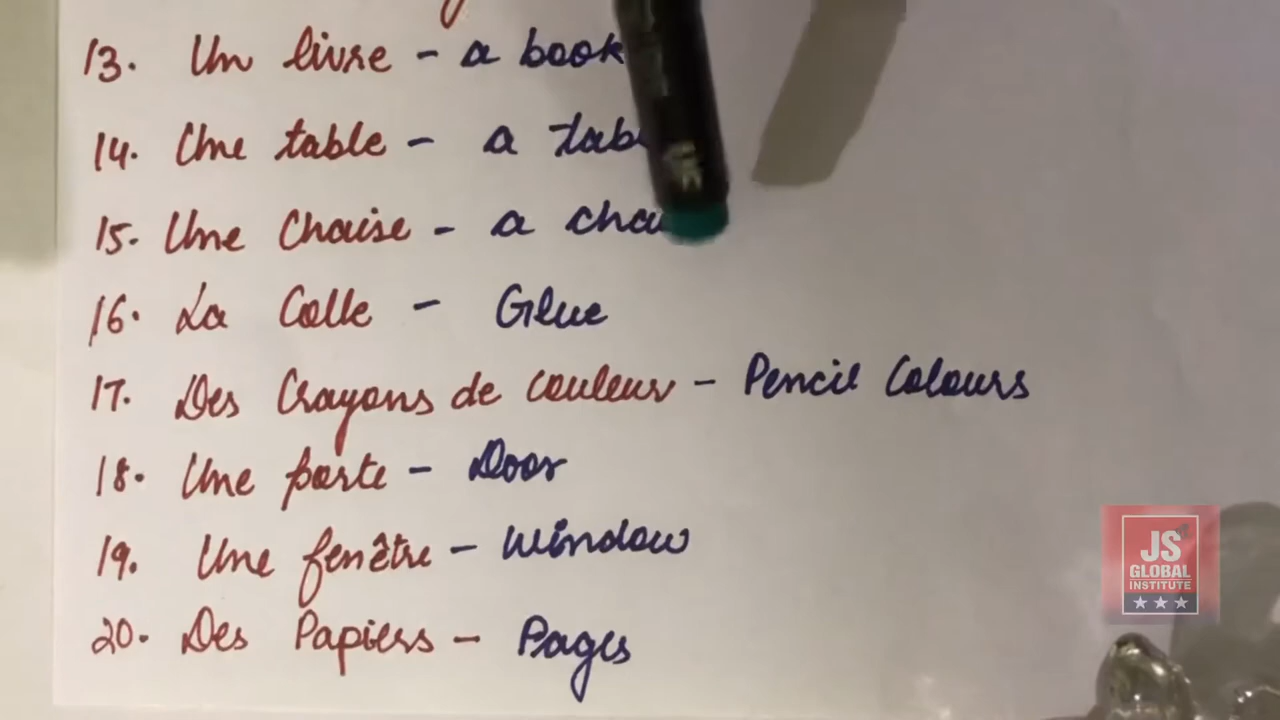 13. Un livre - a book
14. Une table - a tab
15. Une Chaise - a cha
16. La Colle - Glue
17. Des Crayons de couleur - Pencil Colours
18. Une porte - Door
19. Une fenêtre - Window
20. Des Papiers - Pages
JS
GLOBAL
INSTITUTE